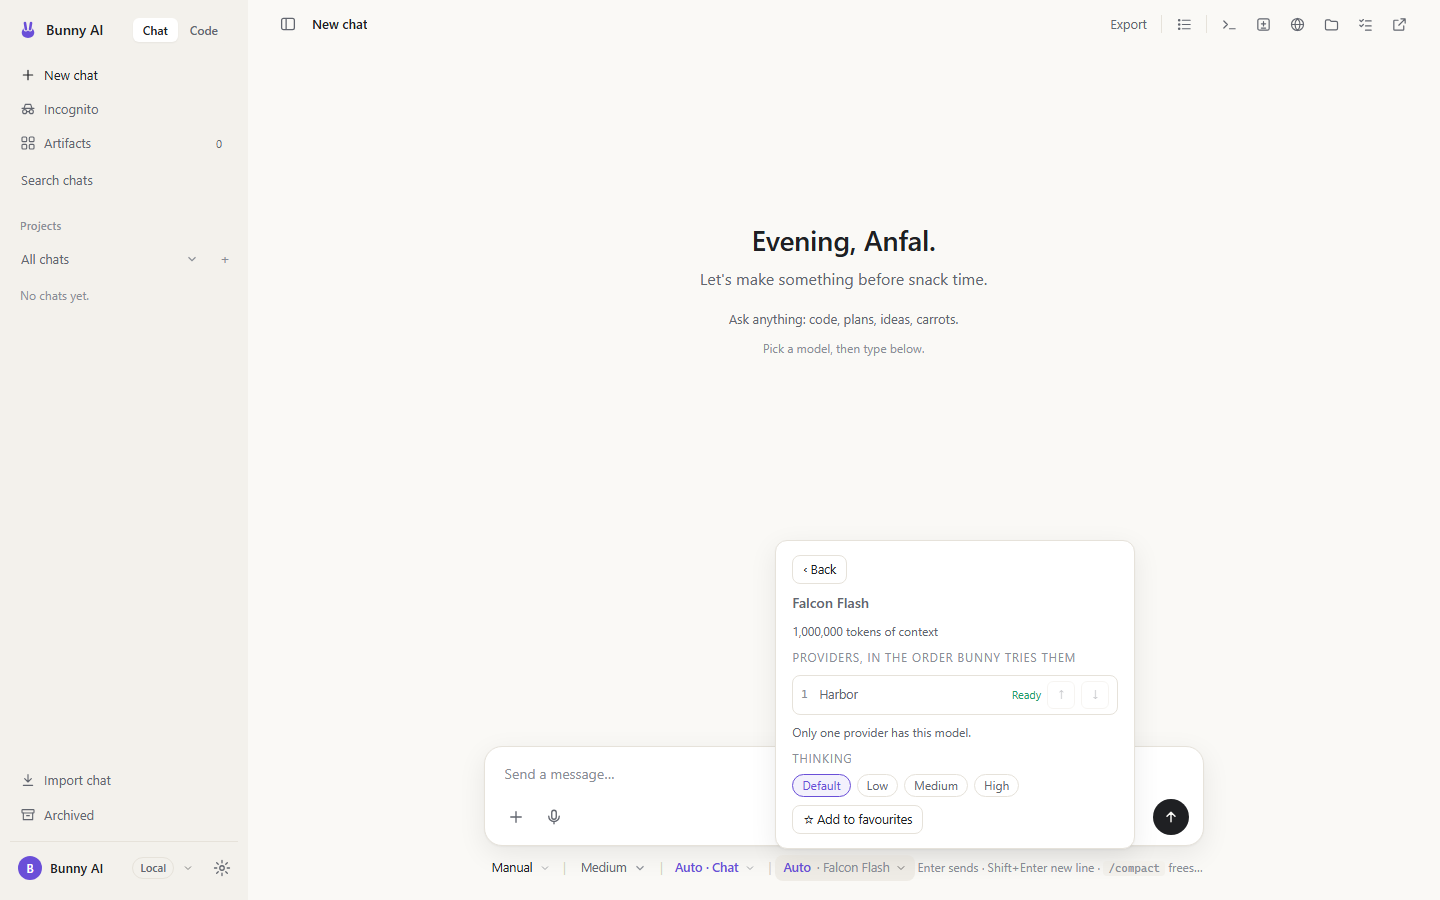 Bunny AI
Chat
Code
New chat
Incognito
Artifacts
0
Search chats
Projects
All chats
+
No chats yet.
Import chat
Archived
B
Bunny AI
Local
New chat
Export
Evening, Anfal.
Let's make something before snack time.
Ask anything: code, plans, ideas, carrots.
Pick a model, then type below.
‹ Back
Falcon Flash
1,000,000 tokens of context
PROVIDERS, IN THE ORDER BUNNY TRIES THEM
1 Harbor Ready ↑ ↓
Only one provider has this model.
THINKING
Default Low Medium High
☆ Add to favourites
Send a message...
Manual | Medium | Auto · Chat | Auto · Falcon Flash Enter sends · Shift+Enter new line · /compact frees...